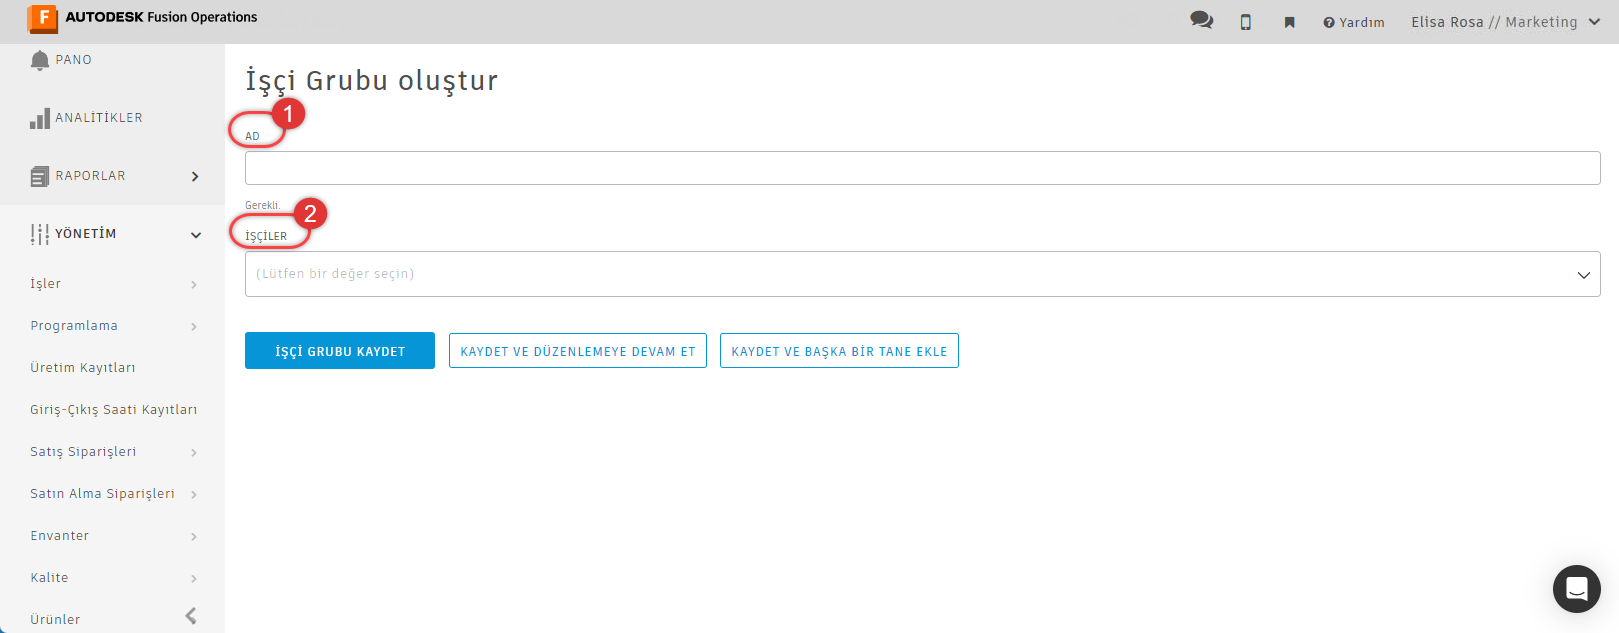 AUTODESK Fusion Operations
Yardım
Elisa Rosa // Marketing
PANO
ANALİTİKLER
RAPORLAR
YÖNETİM
İşler
Programlama
Üretim Kayıtları
Giriş-Çıkış Saati Kayıtları
Satış Siparişleri
Satın Alma Siparişleri
Envanter
Kalite
Ürünler
İşçi Grubu oluştur
1
AD
Gerekli.
2
İŞÇİLER
(Lütfen bir değer seçin)
İŞÇİ GRUBU KAYDET
KAYDET VE DÜZENLEMEYE DEVAM ET
KAYDET VE BAŞKA BİR TANE EKLE